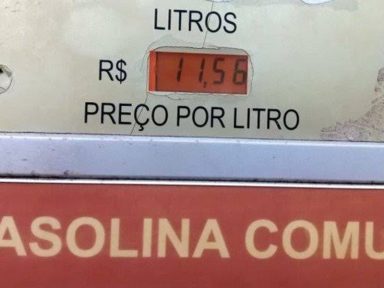 LITROS
R$ 11,56
PREÇO POR LITRO
ASOLINA COMU